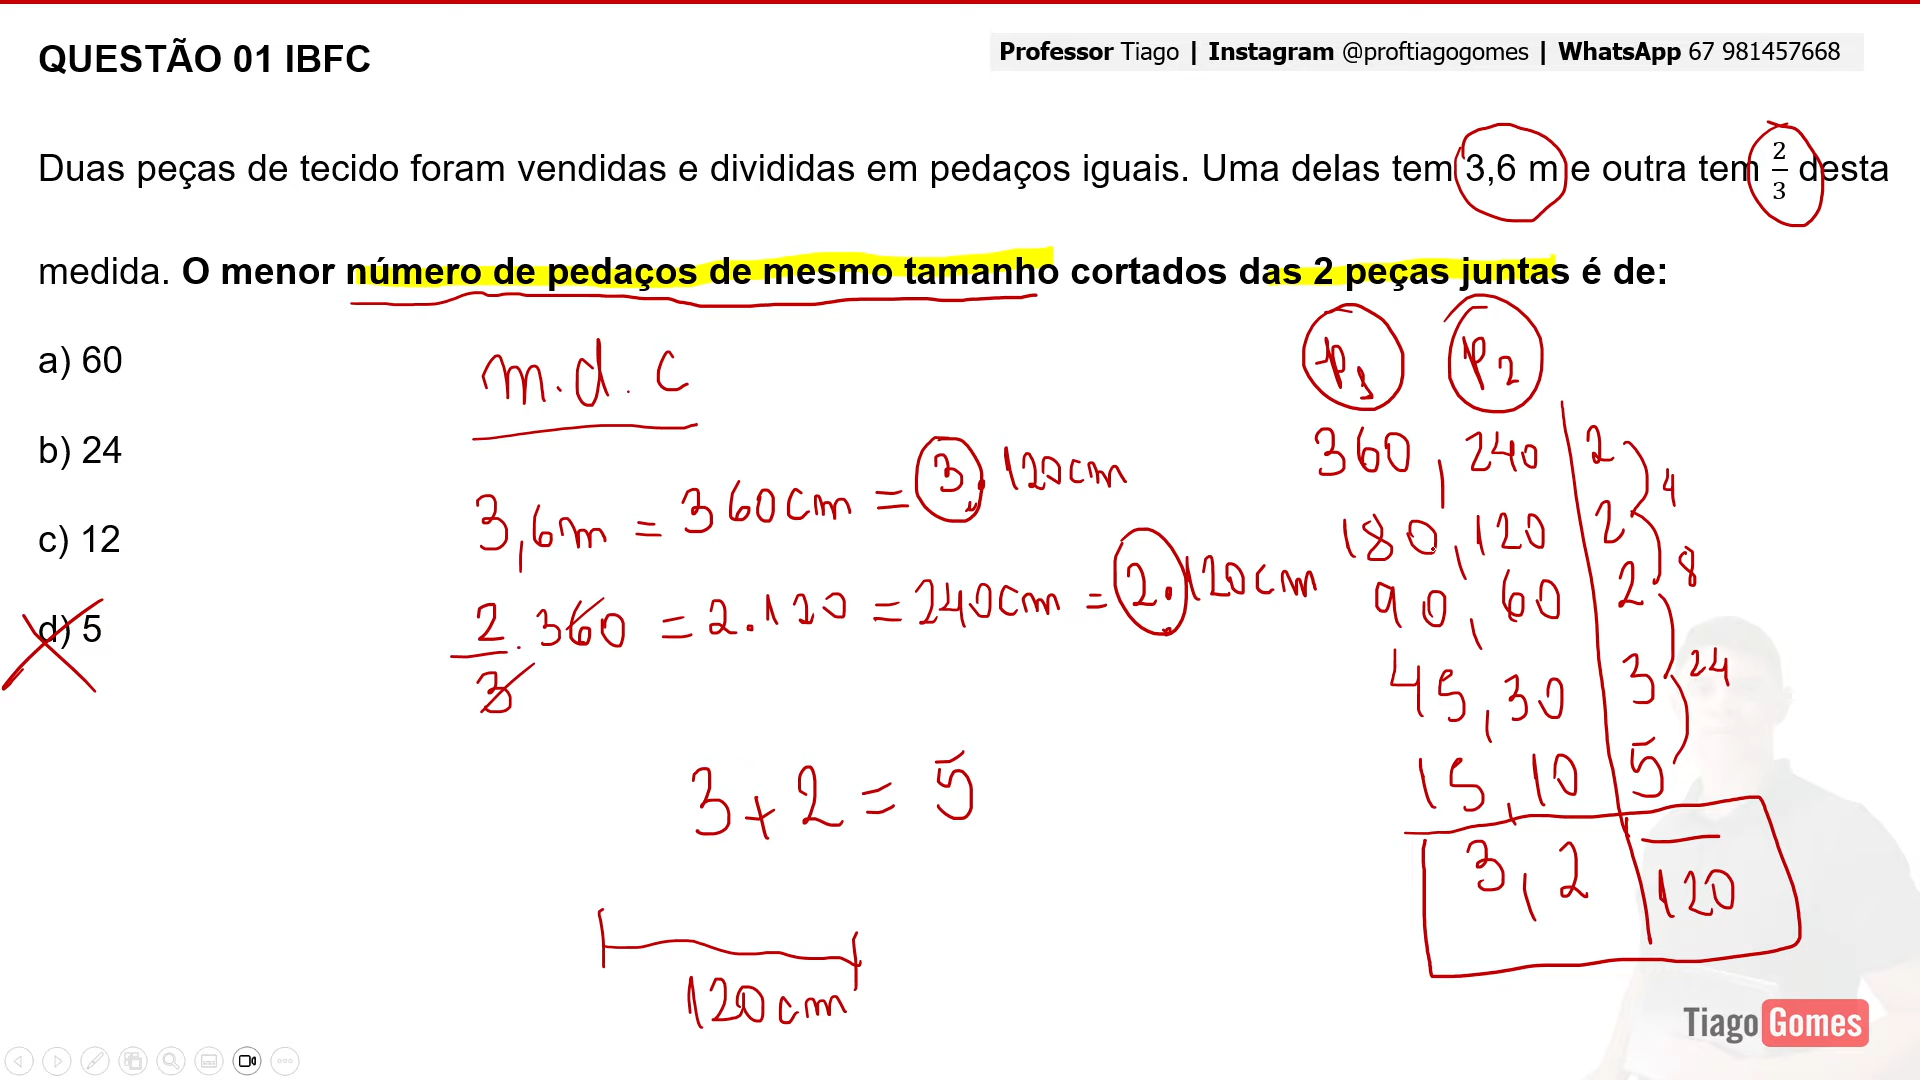 QUESTÃO 01 IBFC
Professor Tiago | Instagram @proftiagogomes | WhatsApp 67 981457668
Duas peças de tecido foram vendidas e divididas em pedaços iguais. Uma delas tem 3,6 m e outra tem 2/3 desta
medida. O menor número de pedaços de mesmo tamanho cortados das 2 peças juntas é de:
a) 60
b) 24
c) 12
d) 5
m.d.c
3,6m = 360cm = 3.120cm
2/3 . 360 = 2.120 = 240cm = 2.120cm
3 + 2 = 5
120cm
p1 p2
360, 240 2
4
180, 120 2
8
90, 60 2
45, 30 3
24
15, 10 5
3, 2 120
Tiago Gomes